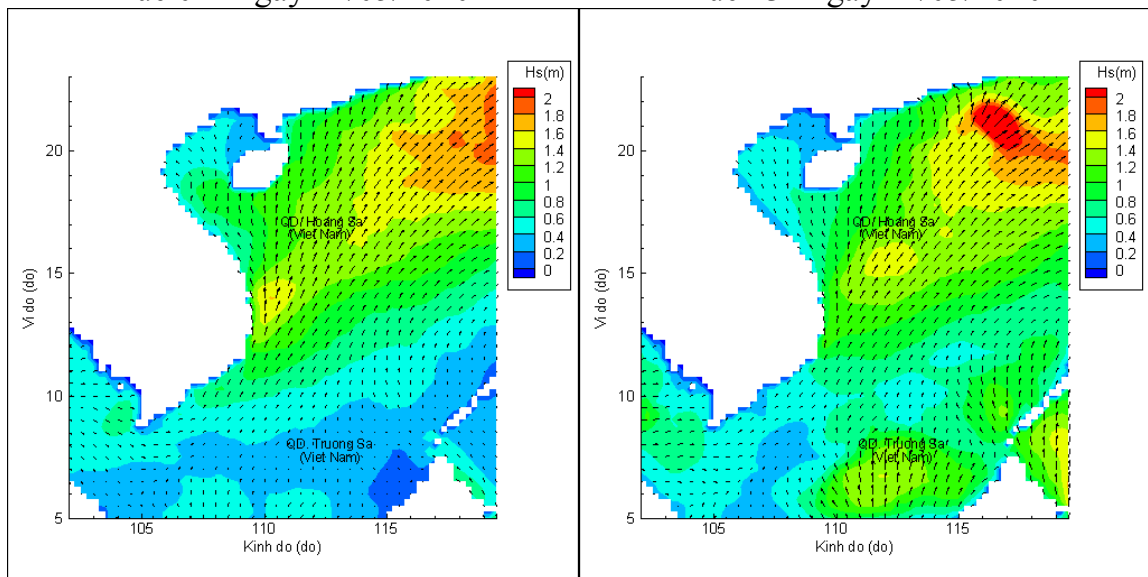 Hs(m)
2
1.8
1.6
1.4
1.2
1
0.8
0.6
0.4
0.2
0
20
15
10
5
Vi do (do)
QD/ Hoang Sa
(Viet Nam)
QD. Truong Sa
(Viet Nam)
105
110
115
Kinh do (do)
Hs(m)
2
1.8
1.6
1.4
1.2
1
0.8
0.6
0.4
0.2
0
20
15
10
5
Vi do (do)
QD/ Hoang Sa
(Viet Nam)
QD. Truong Sa
(Viet Nam)
105
110
115
Kinh do (do)